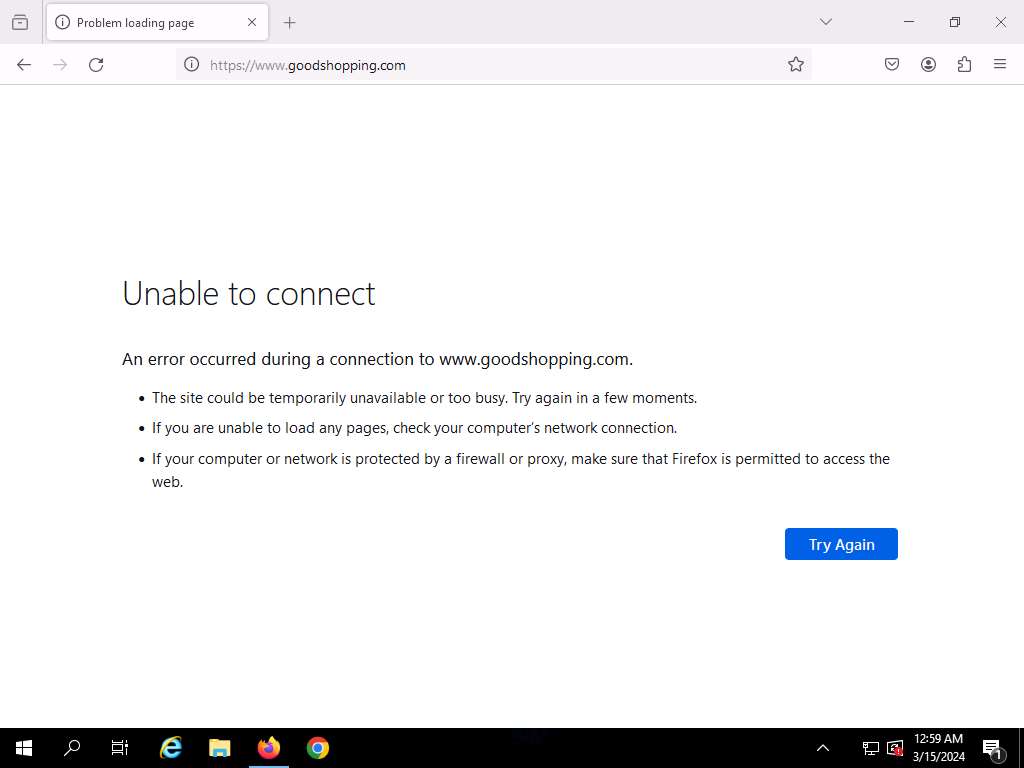 Problem loading page
https://www.goodshopping.com
Unable to connect
An error occurred during a connection to www.goodshopping.com.
The site could be temporarily unavailable or too busy. Try again in a few moments.
If you are unable to load any pages, check your computer's network connection.
If your computer or network is protected by a firewall or proxy, make sure that Firefox is permitted to access the
web.
Try Again
12:59 AM
3/15/2024
1